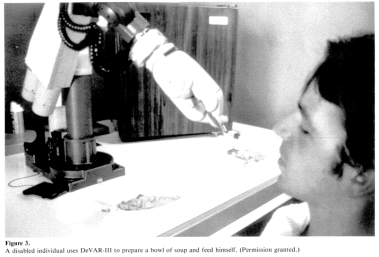 Figure 3.
A disabled individual uses DeVAR-III to prepare a bowl of soup and feed himself. (Permission granted.)